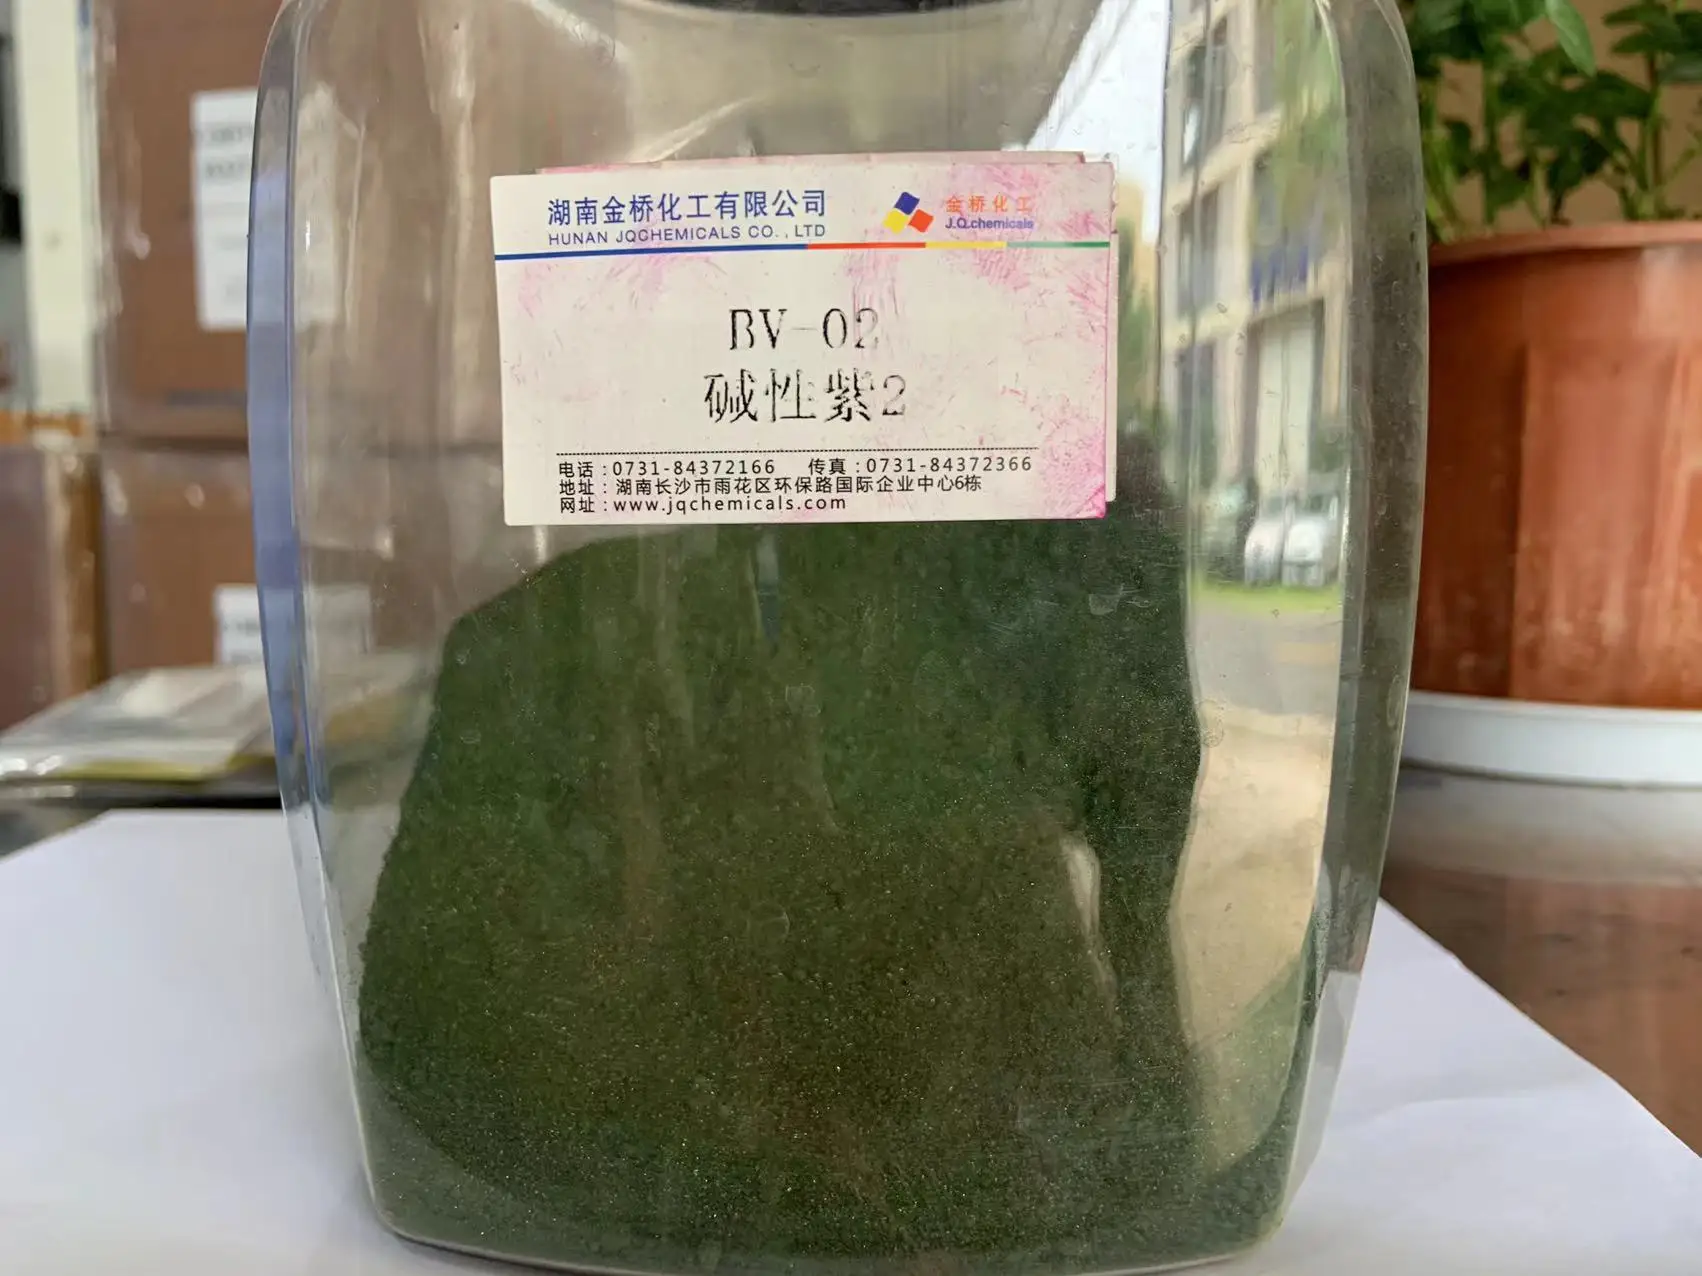 湖南金桥化工有限公司
HUNAN JQCHEMICALS CO.,LTD
金桥化工
J.Q.chemicals
BV-02
碱性紫2
电话:0731-84372166 传真:0731-84372366
地址:湖南长沙市雨花区环保路国际企业中心6栋
网址:www.jqchemicals.com